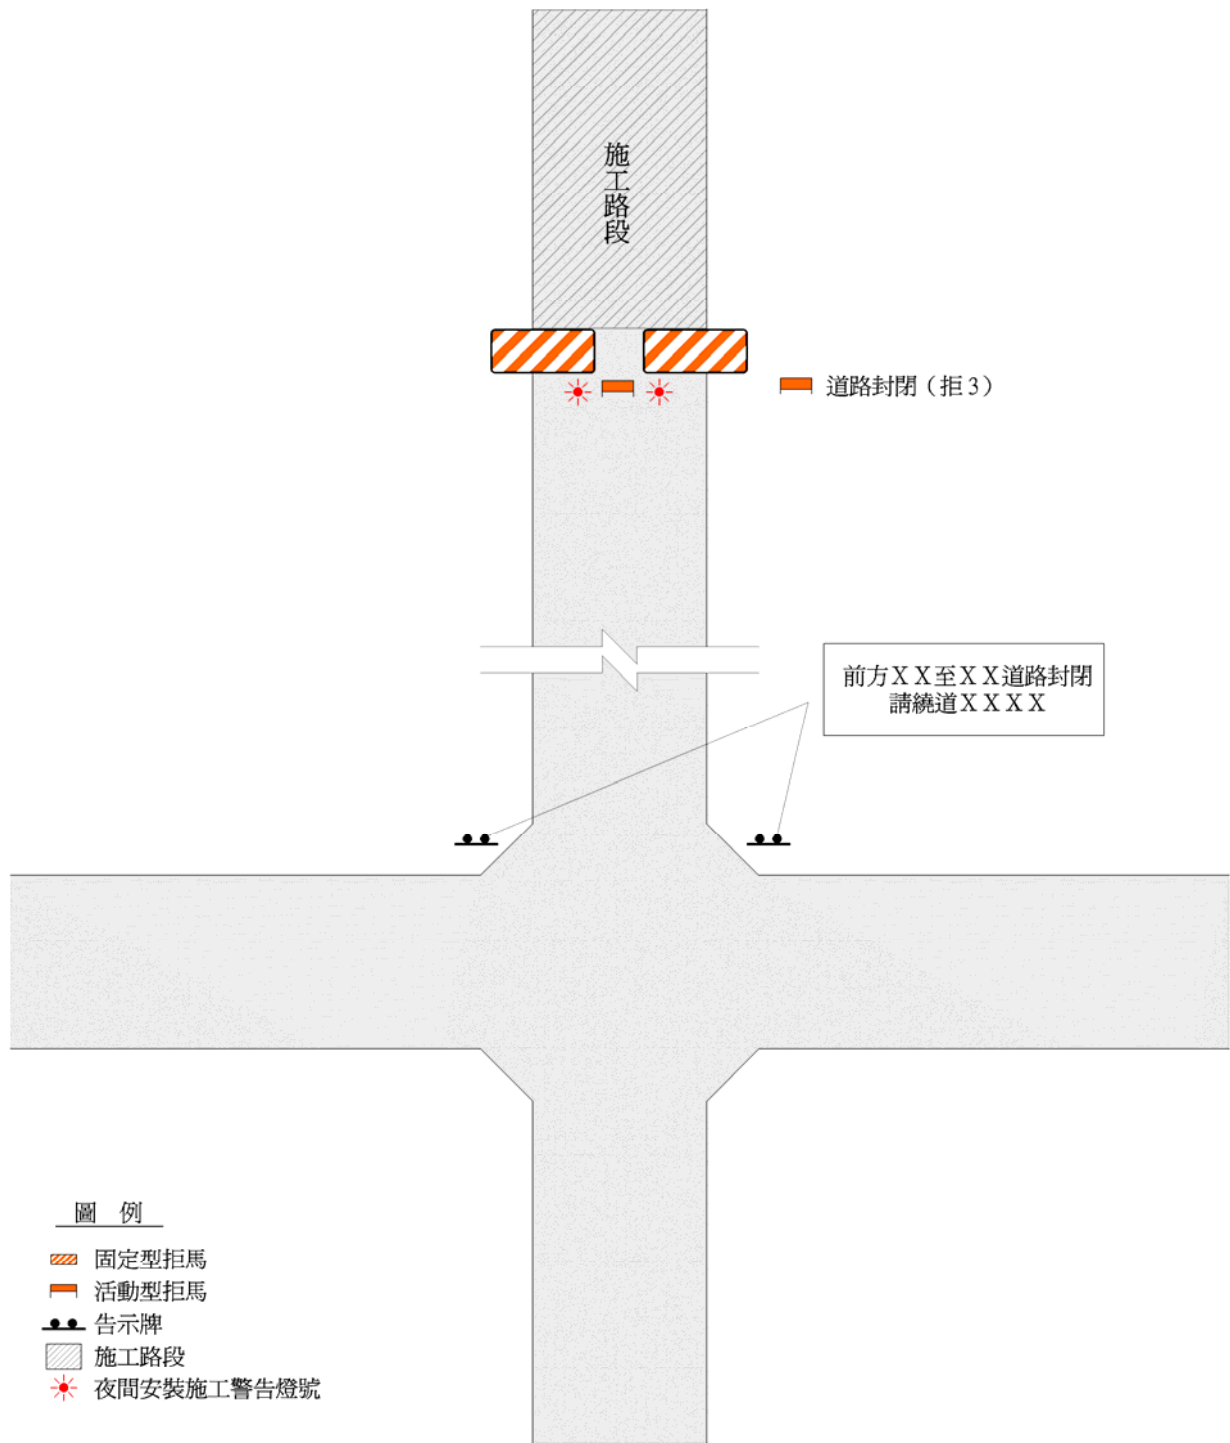 施工路段
道路封閉（拒3）
前方ＸＸ至ＸＸ道路封閉
請繞道ＸＸＸＸ
圖 例
固定型拒馬
活動型拒馬
告示牌
施工路段
夜間安裝施工警告燈號